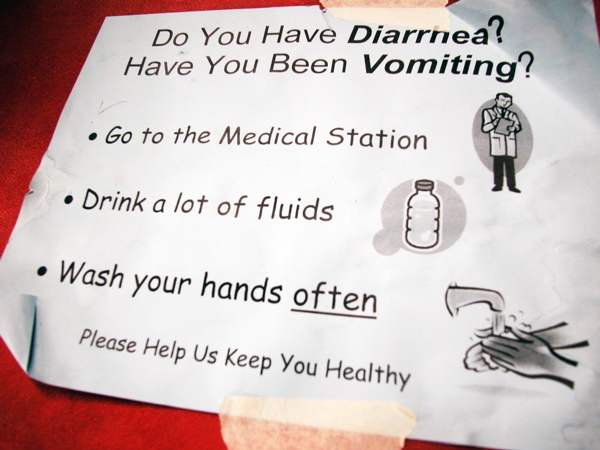 Do You Have Diarrhea?
Have You Been Vomiting?
• Go to the Medical Station
• Drink a lot of fluids
• Wash your hands often
Please Help Us Keep You Healthy